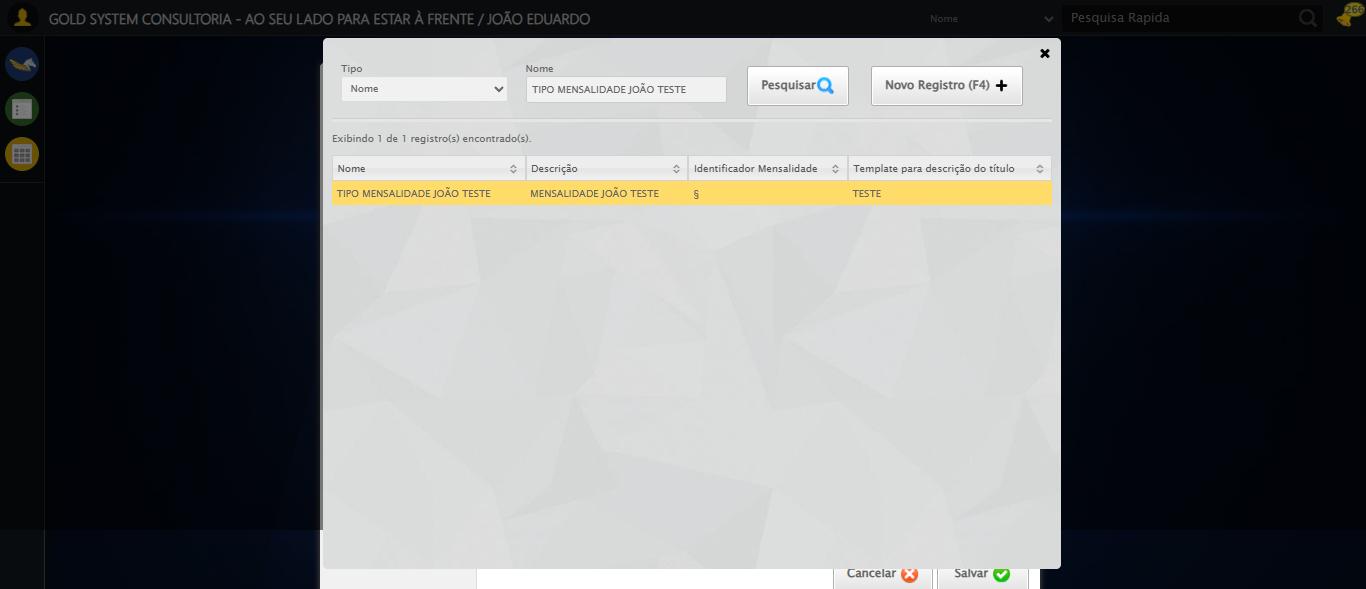 GOLD SYSTEM CONSULTORIA - AO SEU LADO PARA ESTAR À FRENTE / JOÃO EDUARDO
Nome
Pesquisa Rapida
266
Tipo
Nome
Nome
TIPO MENSALIDADE JOÃO TESTE
Pesquisar
Novo Registro (F4)
Exibindo 1 de 1 registro(s) encontrado(s).
Nome Descrição Identificador Mensalidade Template para descrição do título
TIPO MENSALIDADE JOÃO TESTE MENSALIDADE JOÃO TESTE § TESTE
Cancelar Salvar